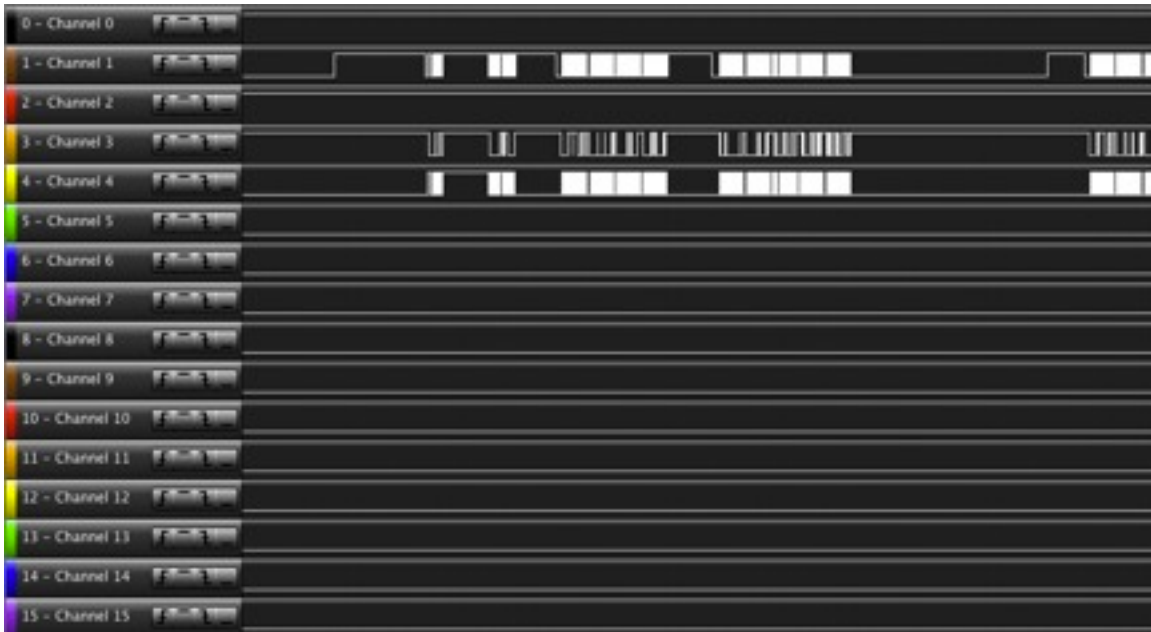 0 - Channel 0
1 - Channel 1
2 - Channel 2
3 - Channel 3
4 - Channel 4
5 - Channel 5
6 - Channel 6
7 - Channel 7
8 - Channel 8
9 - Channel 9
10 - Channel 10
11 - Channel 11
12 - Channel 12
13 - Channel 13
14 - Channel 14
15 - Channel 15